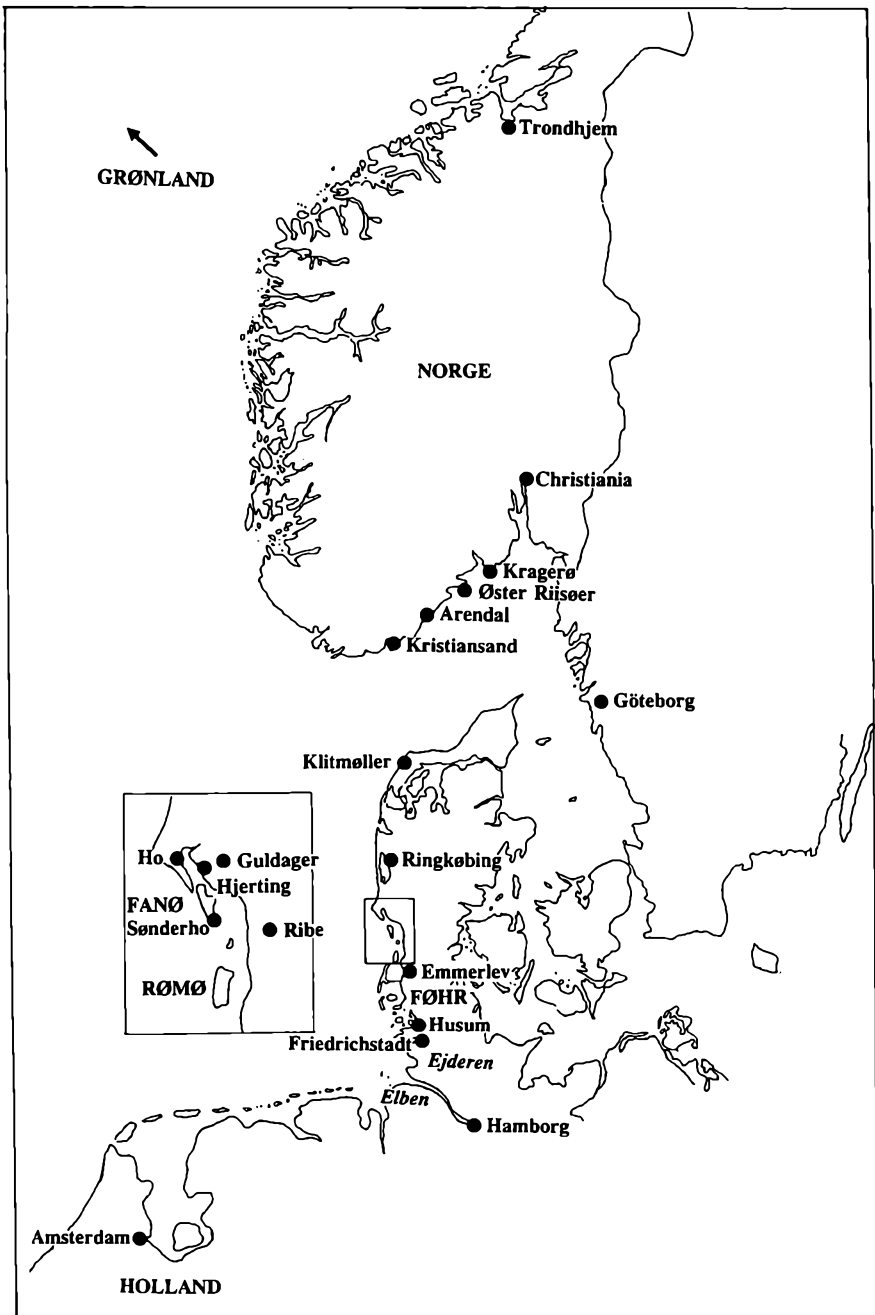 Trondhjem
GRØNLAND
NORGE
Christiania
Kragerø
Øster Riisøer
Arendal
Kristiansand
Göteborg
Klitmøller
Ho
Guldager
Hjerting
FANØ
Sønderho
Ribe
RØMØ
Ringkøbing
Emmerlev
FØHR
Husum
Friedrichstadt
Ejderen
Elben
Hamborg
Amsterdam
HOLLAND